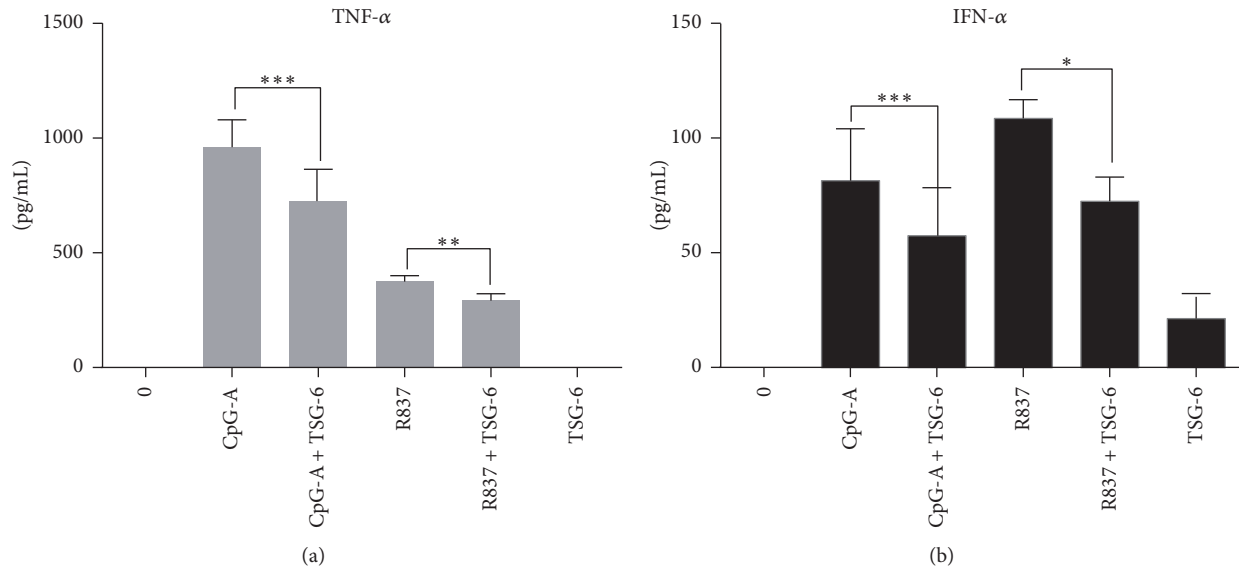 TNF-α
1500
1000
500
0
(pg/mL)
***
**
0
CpG-A
CpG-A + TSG-6
R837
R837 + TSG-6
TSG-6
(a)
IFN-α
150
100
50
0
(pg/mL)
***
*
0
CpG-A
CpG-A + TSG-6
R837
R837 + TSG-6
TSG-6
(b)